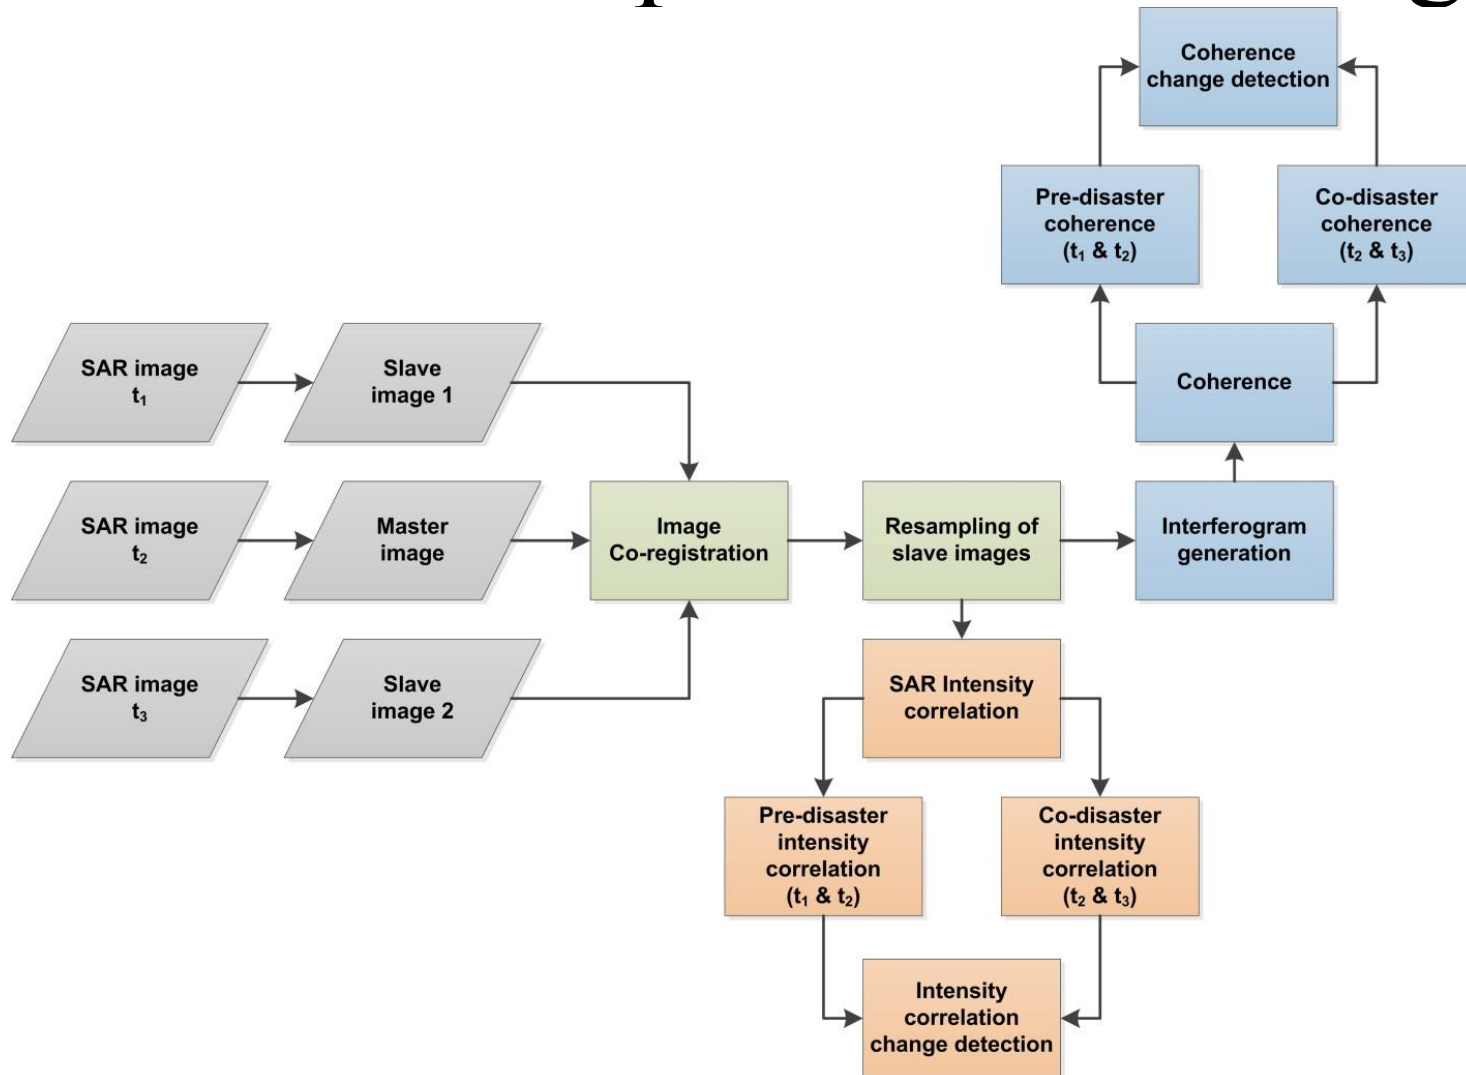 Coherence
change detection
Pre-disaster
coherence
(t₁ & t₂)
Co-disaster
coherence
(t₂ & t₃)
SAR image
t₁
Slave
image 1
Coherence
SAR image
t₂
Master
image
Image
Co-registration
Resampling of
slave images
Interferogram
generation
SAR image
t₃
Slave
image 2
SAR Intensity
correlation
Pre-disaster
intensity
correlation
(t₁ & t₂)
Co-disaster
intensity
correlation
(t₂ & t₃)
Intensity
correlation
change detection